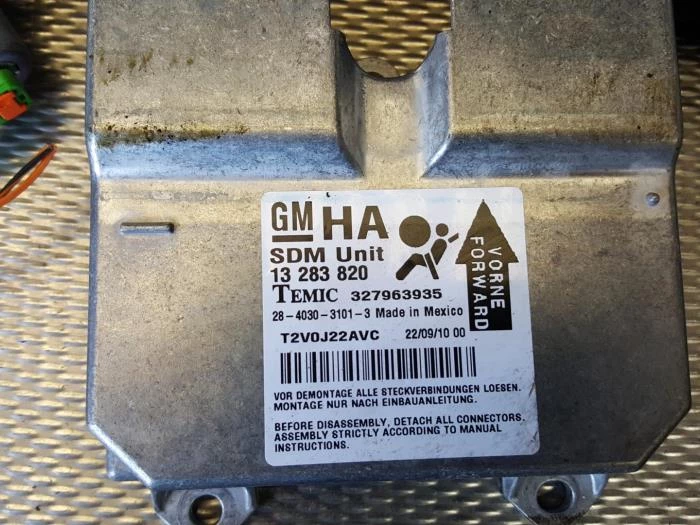 GM HA
SDM Unit
13 283 820
TEMIC 327963935
28-4030-3101-3 Made in Mexico
T2V0J22AVC 22/09/10 00
VORNE
FORWARD
VOR DEMONTAGE ALLE STECKVERBINDUNGEN LOESEN.
MONTAGE NUR NACH EINBAUANLEITUNG.
BEFORE DISASSEMBLY, DETACH ALL CONNECTORS.
ASSEMBLY STRICTLY ACCORDING TO MANUAL
INSTRUCTIONS.